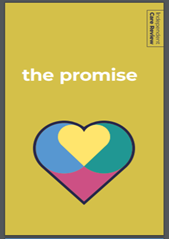 Independent
Care Review
the promise